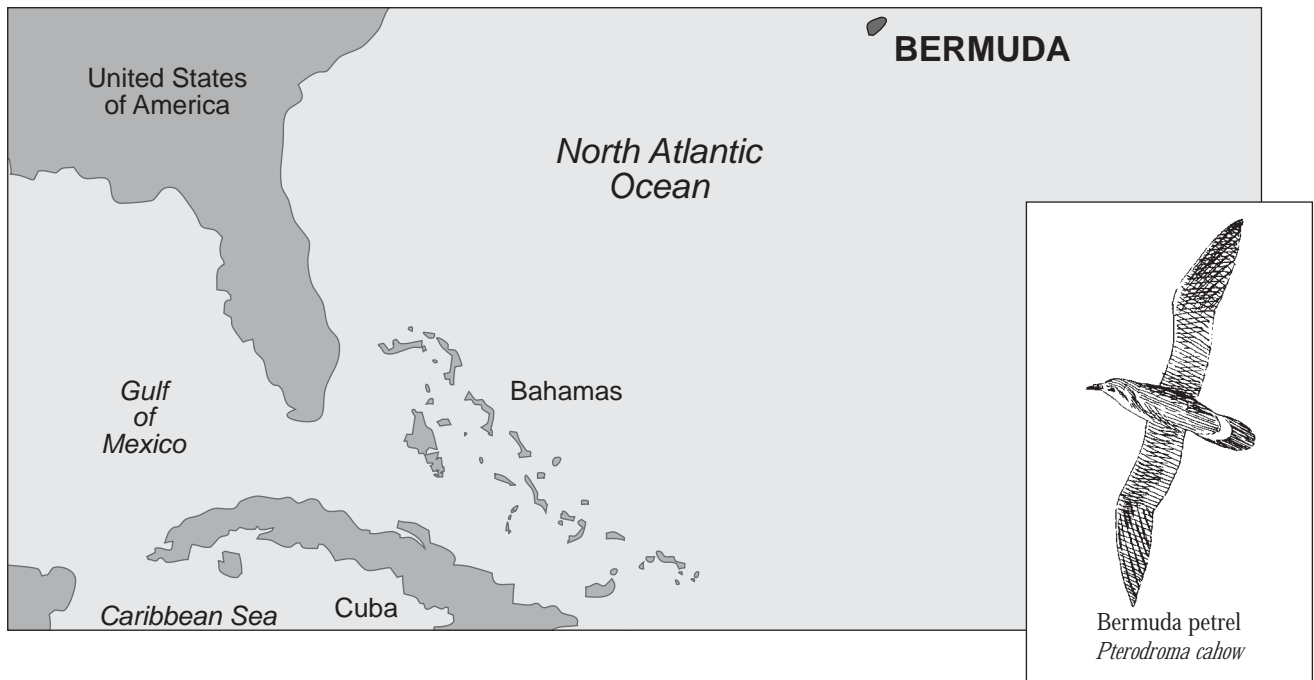 United States
of America
BERMUDA
North Atlantic
Ocean
Gulf
of
Mexico
Bahamas
Caribbean Sea
Cuba
Bermuda petrel
Pterodroma cahow